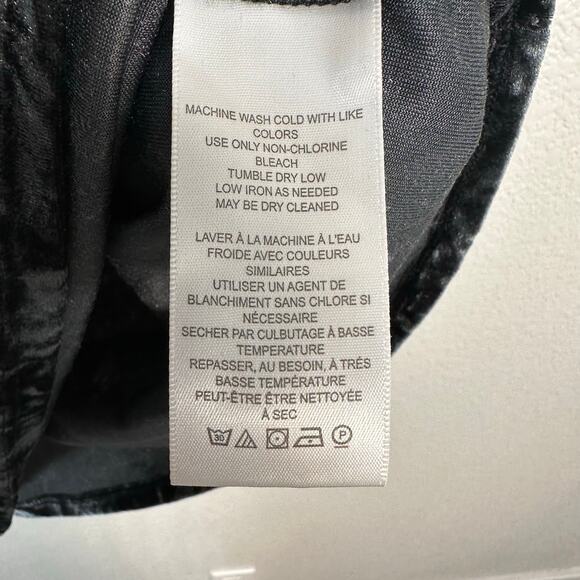 MACHINE WASH COLD WITH LIKE
COLORS
USE ONLY NON-CHLORINE
BLEACH
TUMBLE DRY LOW
LOW IRON AS NEEDED
MAY BE DRY CLEANED
LAVER À LA MACHINE À L'EAU
FROIDE AVEC COULEURS
SIMILAIRES
UTILISER UN AGENT DE
BLANCHIMENT SANS CHLORE SI
NÉCESSAIRE
SECHER PAR CULBUTAGE À BASSE
TEMPERATURE
REPASSER, AU BESOIN, À TRÉS
BASSE TEMPÉRATURE
PEUT-ÊTRE ÊTRE NETTOYÉE
À SEC
30 P